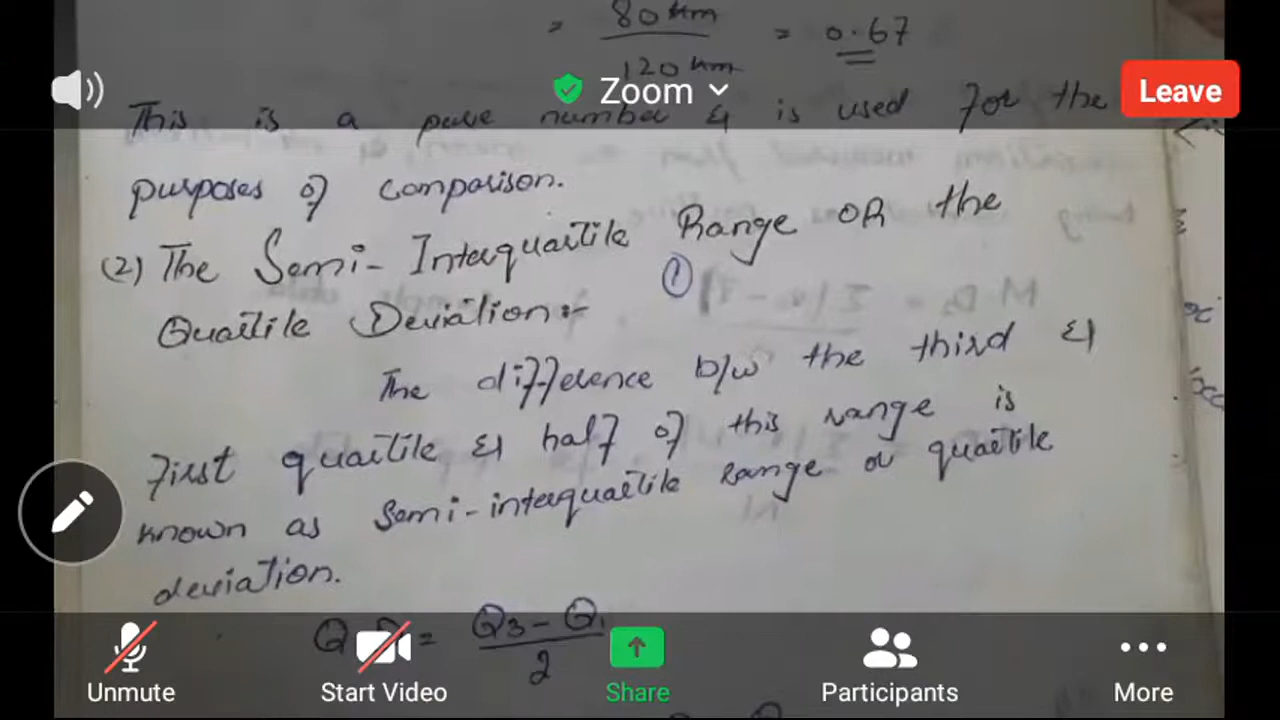 = 80 km = 0.67
120 km
Zoom
Leave
This is a pure number & is used for the
purposes of comparison.
(2) The Semi-Interquartile Range OR the
①
Quartile Deviation:-
The difference b/w the third &
first quartile & half of this range is
known as semi-interquartile range or quartile
deviation.
Q.D = Q3 - Q1
2
Unmute
Start Video
Share
Participants
More